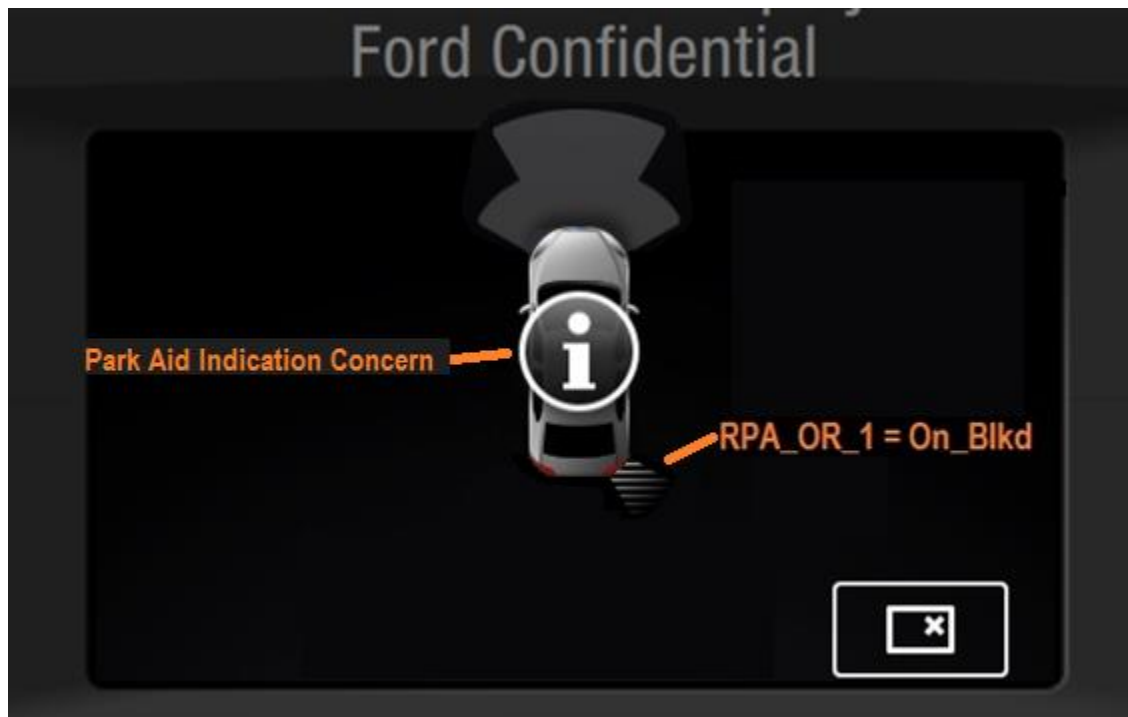 Ford Confidential
Park Aid Indication Concern
i
RPA_OR_1 = On_Blkd